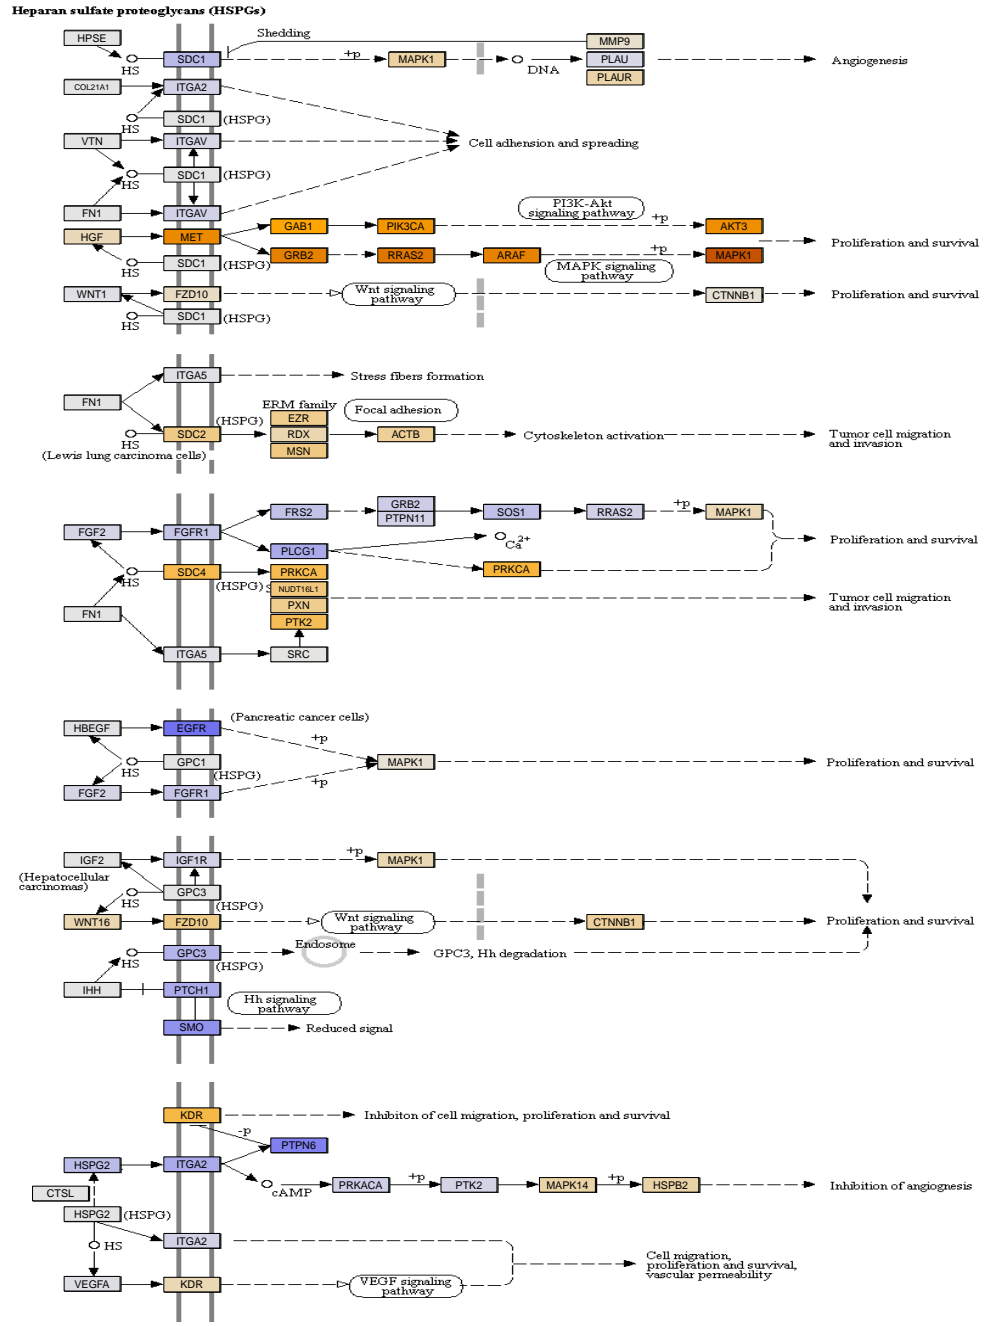 Heparan sulfate proteoglycans (HSPGs)
HPSE
Shedding
MMP9
HS
SDC1
+p
MAPK1
DNA
PLAU
PLAUR
Angiogenesis
COL21A1
ITGA2
HS
SDC1
(HSPG)
VTN
ITGAV
Cell adhension and spreading
HS
SDC1
(HSPG)
FN1
ITGAV
HGF
MET
GAB1
PIK3CA
PI3K-Akt
signaling pathway
+p
AKT3
Proliferation and survival
HS
SDC1
(HSPG)
GRB2
RRAS2
ARAF
MAPK signaling
pathway
+p
MAPK1
WNT1
FZD10
Wnt signaling
pathway
CTNNB1
Proliferation and survival
HS
SDC1
(HSPG)
ITGA5
Stress fibers formation
FN1
ERM family
Focal adhesion
HS
SDC2
(HSPG)
EZR
RDX
MSN
ACTB
Cytoskeleton activation
Tumor cell migration
and invasion
(Lewis lung carcinoma cells)
FGF2
FGFR1
FRS2
GRB2
PTPN11
SOS1
RRAS2
+p
MAPK1
Proliferation and survival
PLCG1
Ca2+
PRKCA
HS
SDC4
(HSPG)
PRKCA
NUDT16L1
PXN
PTK2
Tumor cell migration
and invasion
FN1
ITGA5
SRC
HBEGF
EGFR
(Pancreatic cancer cells)
+p
HS
GPC1
(HSPG)
MAPK1
Proliferation and survival
+p
FGF2
FGFR1
IGF2
IGF1R
+p
MAPK1
(Hepatocellular
carcinomas)
HS
GPC3
(HSPG)
WNT16
FZD10
Wnt signaling
pathway
CTNNB1
Proliferation and survival
HS
GPC3
(HSPG)
Endosome
GPC3, Hh degradation
IHH
PTCH1
Hh signaling
pathway
SMO
Reduced signal
KDR
Inhibiton of cell migration, proliferation and survival
-p
PTPN6
HSPG2
ITGA2
cAMP
PRKACA
+p
PTK2
MAPK14
+p
HSPB2
Inhibition of angiognesis
CTSL
HSPG2
(HSPG)
HS
ITGA2
Cell migration,
proliferation and survival,
vascular permeability
VEGFA
KDR
VEGF signaling
pathway